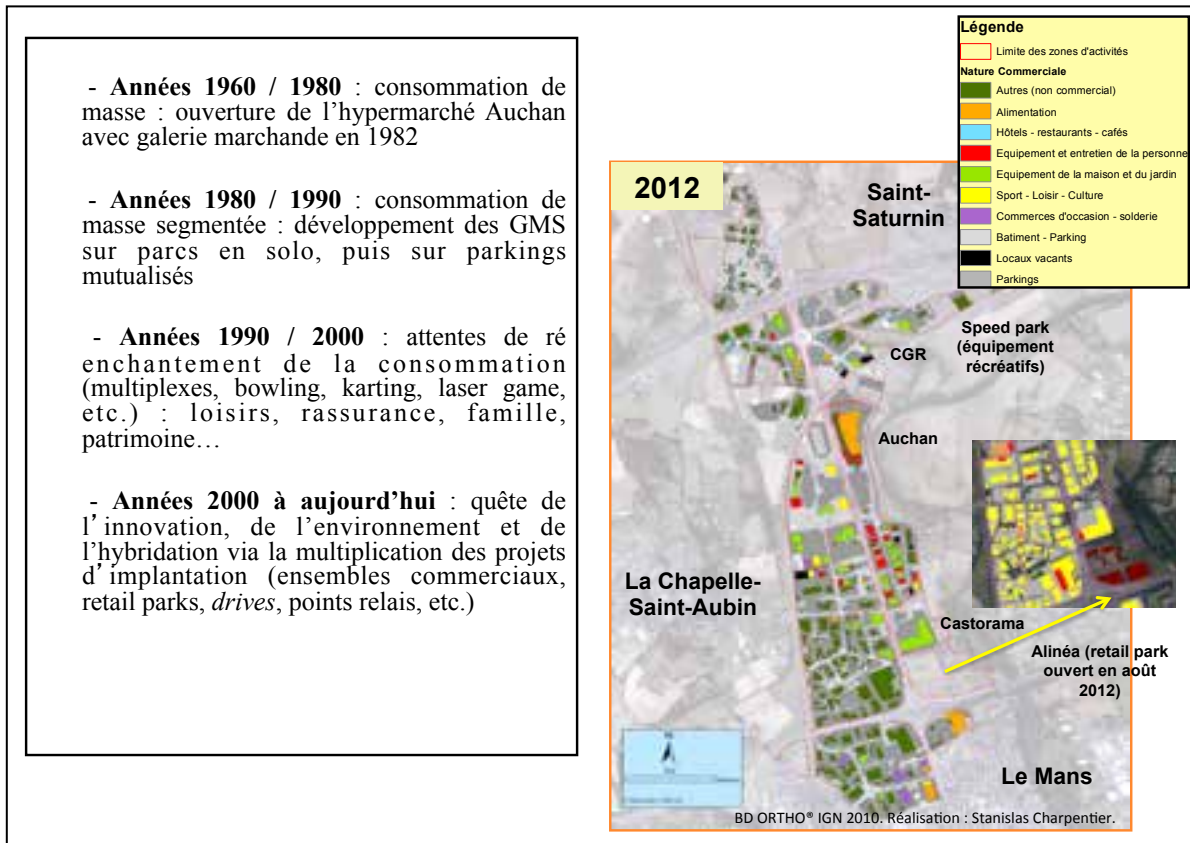 - Années 1960 / 1980 : consommation de
masse : ouverture de l'hypermarché Auchan
avec galerie marchande en 1982
- Années 1980 / 1990 : consommation de
masse segmentée : développement des GMS
sur parcs en solo, puis sur parkings
mutualisés
- Années 1990 / 2000 : attentes de ré
enchantement de la consommation
(multiplexes, bowling, karting, laser game,
etc.) : loisirs, rassurance, famille,
patrimoine…
- Années 2000 à aujourd'hui : quête de
l'innovation, de l'environnement et de
l'hybridation via la multiplication des projets
d'implantation (ensembles commerciaux,
retail parks, drives, points relais, etc.)
Légende
Limite des zones d'activités
Nature Commerciale
Autres (non commercial)
Alimentation
Hôtels - restaurants - cafés
Equipement et entretien de la personne
Equipement de la maison et du jardin
Sport - Loisir - Culture
Commerces d'occasion - solderie
Batiment - Parking
Locaux vacants
Parkings
2012
Saint-
Saturnin
Speed park
(équipement
récréatifs)
CGR
Auchan
La Chapelle-
Saint-Aubin
Castorama
Alinéa (retail park
ouvert en août
2012)
Le Mans
BD ORTHO® IGN 2010. Réalisation : Stanislas Charpentier.